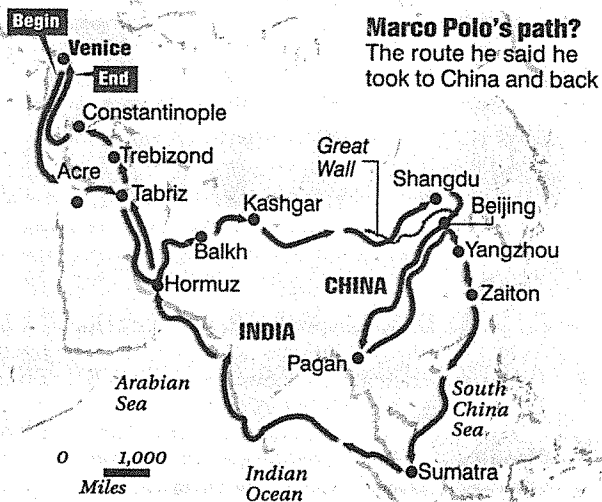 Begin
Venice
End
Marco Polo's path?
The route he said he
took to China and back
Constantinople
Trebizond
Acre
Tabriz
Great
Wall
Shangdu
Kashgar
Beijing
Balkh
Yangzhou
Hormuz
CHINA
Zaiton
INDIA
Pagan
Arabian
Sea
South
China
Sea
0 1,000
Miles
Indian
Ocean
Sumatra